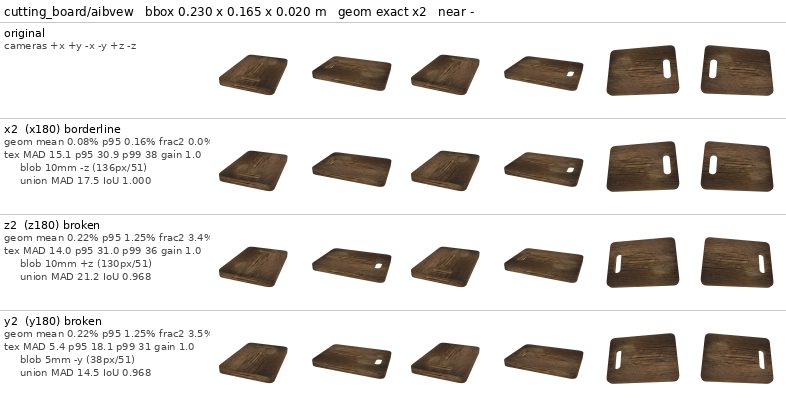 cutting_board/aibvew   bbox 0.230 x 0.165 x 0.020 m   geom exact x2   near -
original
cameras +x +y -x -y +z -z
x2  (x180) borderline
geom mean 0.08% p95 0.16% frac2 0.0%
tex MAD 15.1 p95 30.9 p99 38 gain 1.0
blob 10mm -z (136px/51)
union MAD 17.5 IoU 1.000
z2  (z180) broken
geom mean 0.22% p95 1.25% frac2 3.4%
tex MAD 14.0 p95 31.0 p99 36 gain 1.0
blob 10mm +z (130px/51)
union MAD 21.2 IoU 0.968
y2  (y180) broken
geom mean 0.22% p95 1.25% frac2 3.5%
tex MAD 5.4 p95 18.1 p99 31 gain 1.0
blob 5mm -y (38px/51)
union MAD 14.5 IoU 0.968